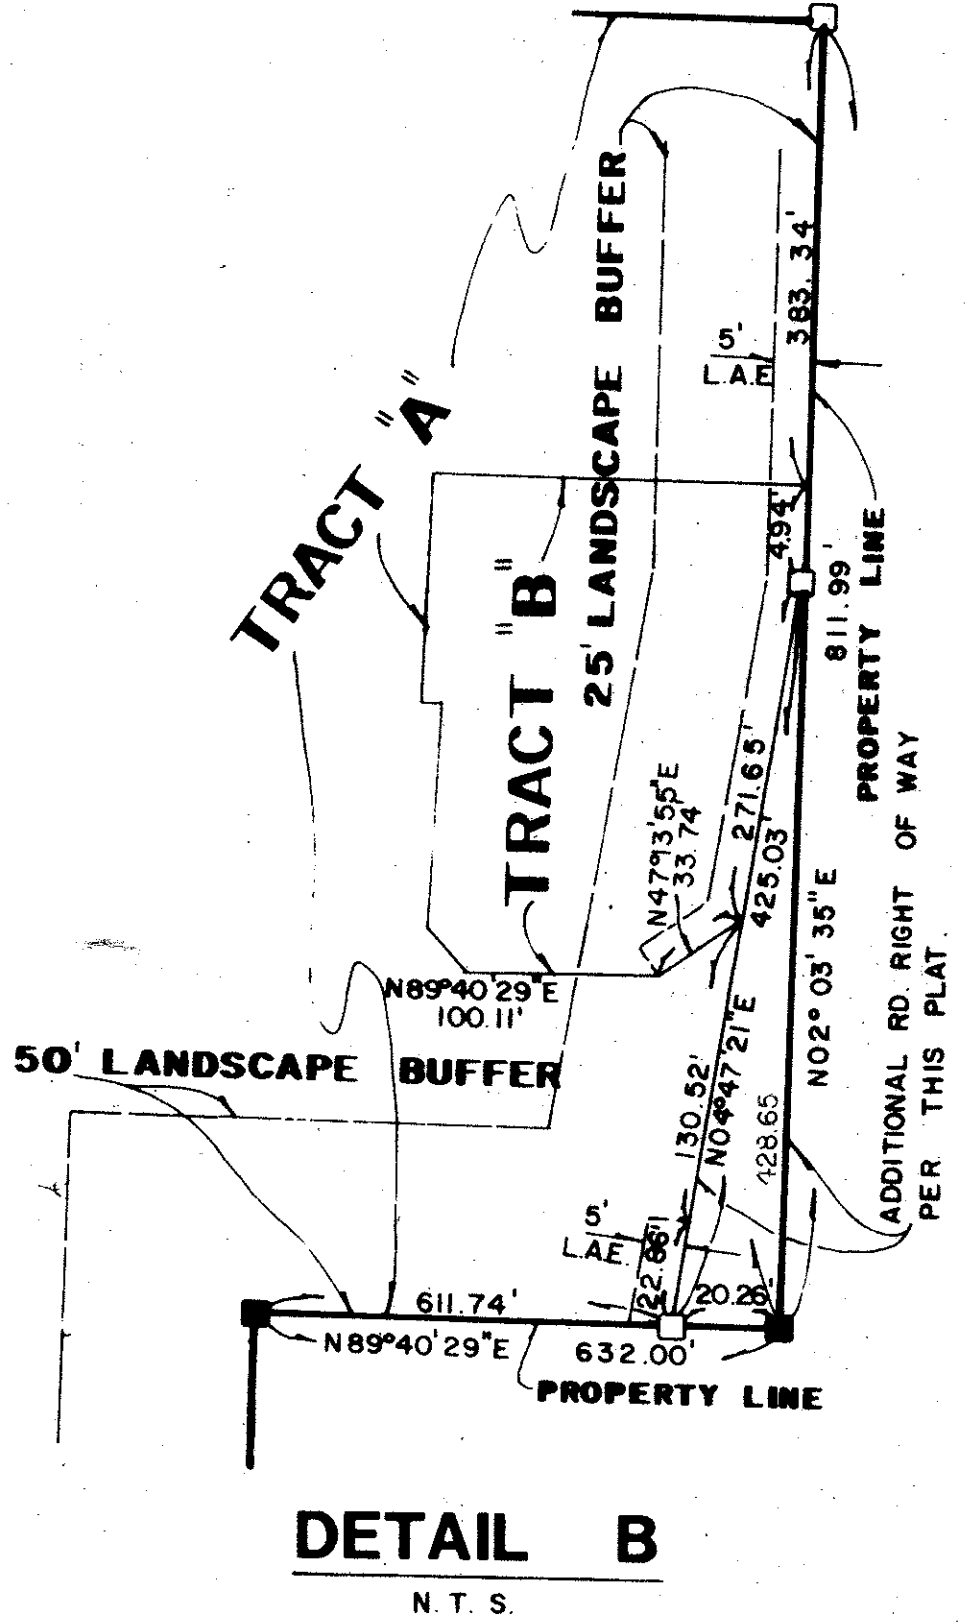 TRACT "A"
25' LANDSCAPE BUFFER
383.34'
5'
L.A.E.
4.94'
811.99'
PROPERTY LINE
TRACT "B"
271.65'
425.03'
N47°13'55"E
33.74'
N02° 03' 35" E
ADDITIONAL RD. RIGHT OF WAY
PER THIS PLAT.
N89°40'29"E
100.11'
50' LANDSCAPE BUFFER
130.52'
N04°47'21"E
428.65
5'
L.A.E.
22.86'
20.26'
611.74'
N89°40'29"E
632.00'
PROPERTY LINE
DETAIL B
N. T. S.